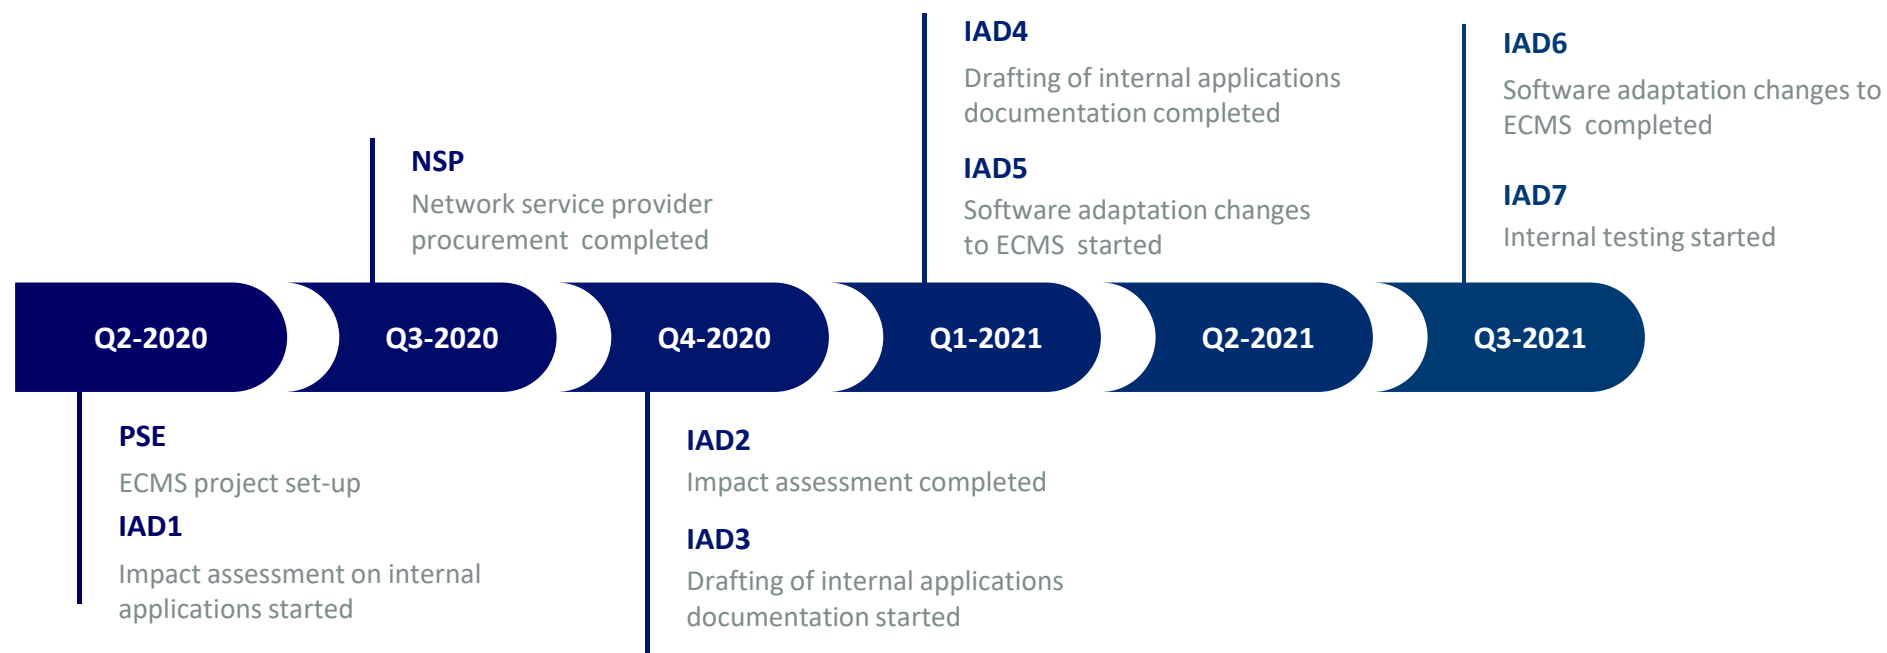 IAD4
Drafting of internal applications
documentation completed
IAD5
Software adaptation changes
to ECMS started
IAD6
Software adaptation changes to
ECMS completed
IAD7
Internal testing started
NSP
Network service provider
procurement completed
Q2-2020
Q3-2020
Q4-2020
Q1-2021
Q2-2021
Q3-2021
PSE
ECMS project set-up
IAD1
Impact assessment on internal
applications started
IAD2
Impact assessment completed
IAD3
Drafting of internal applications
documentation started